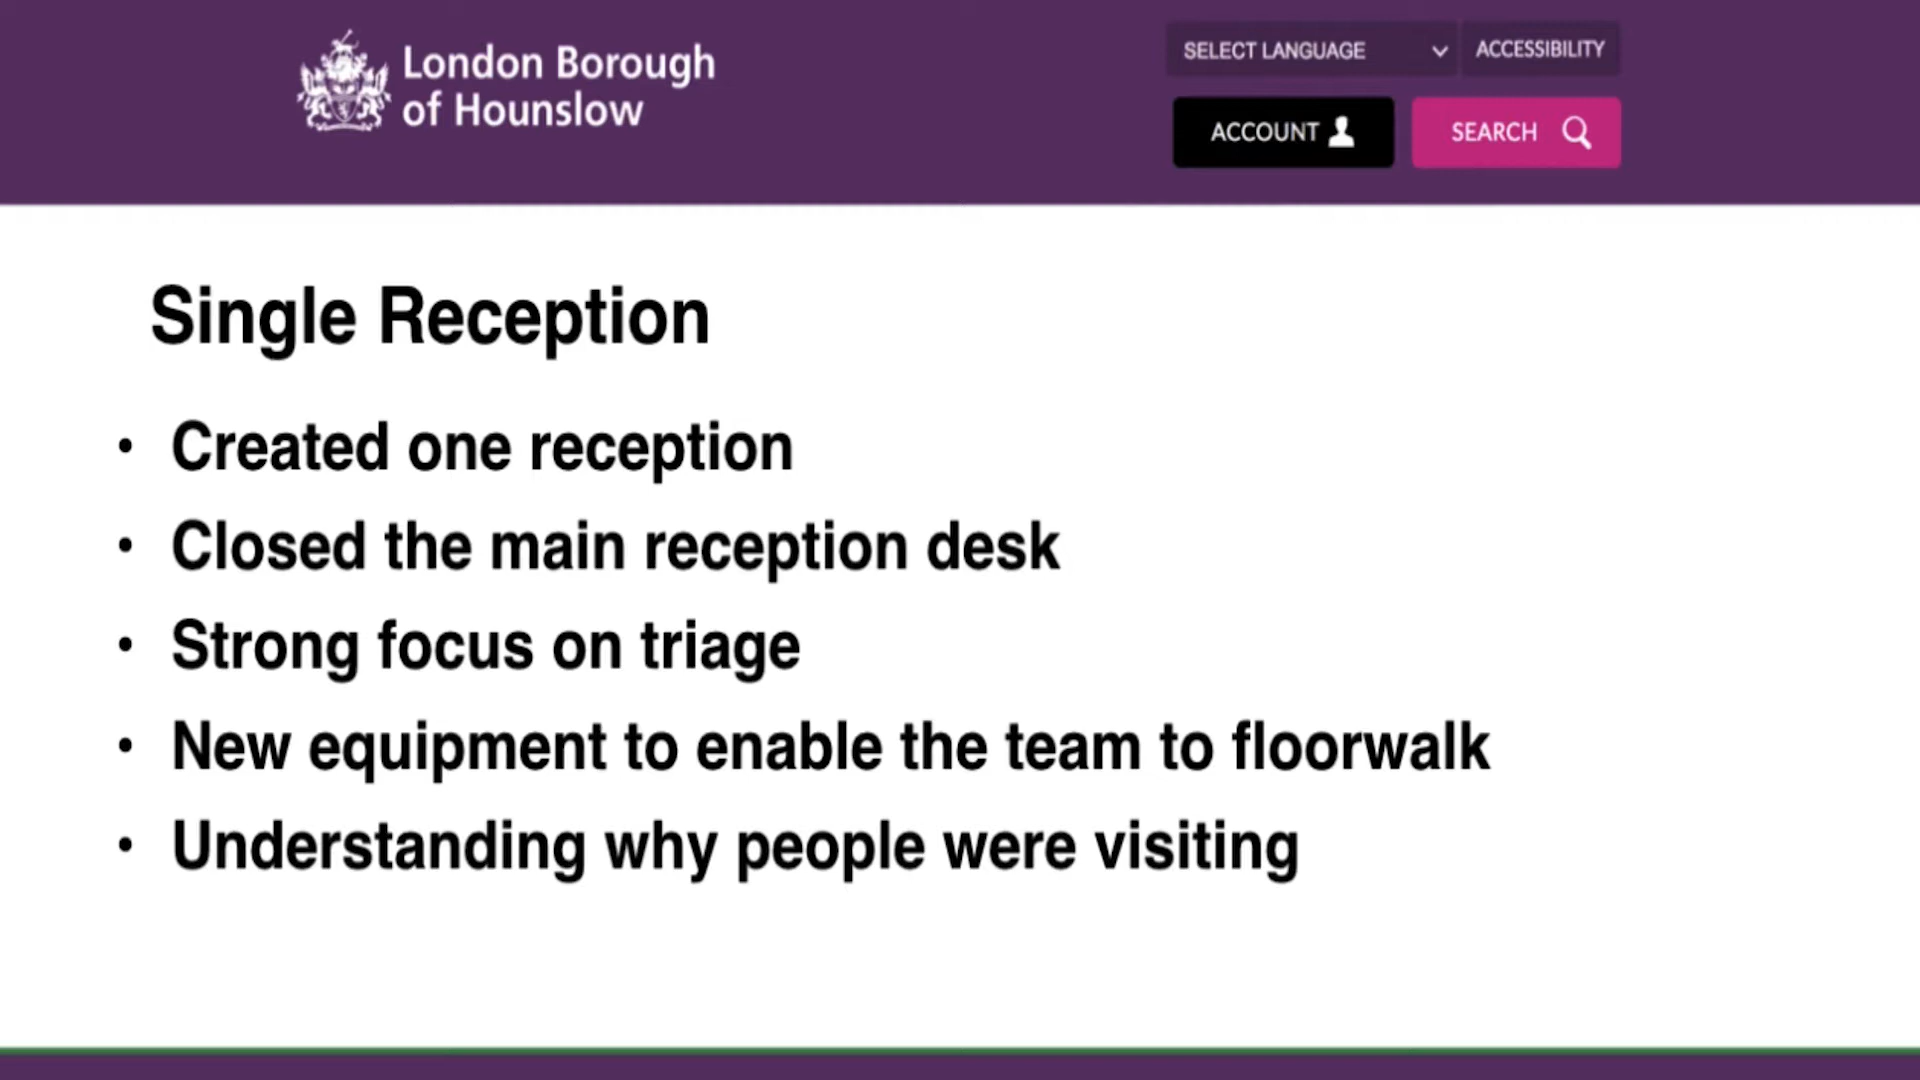 London Borough
of Hounslow
SELECT LANGUAGE
ACCESSIBILITY
ACCOUNT
SEARCH
Single Reception
• Created one reception
• Closed the main reception desk
• Strong focus on triage
• New equipment to enable the team to floorwalk
• Understanding why people were visiting